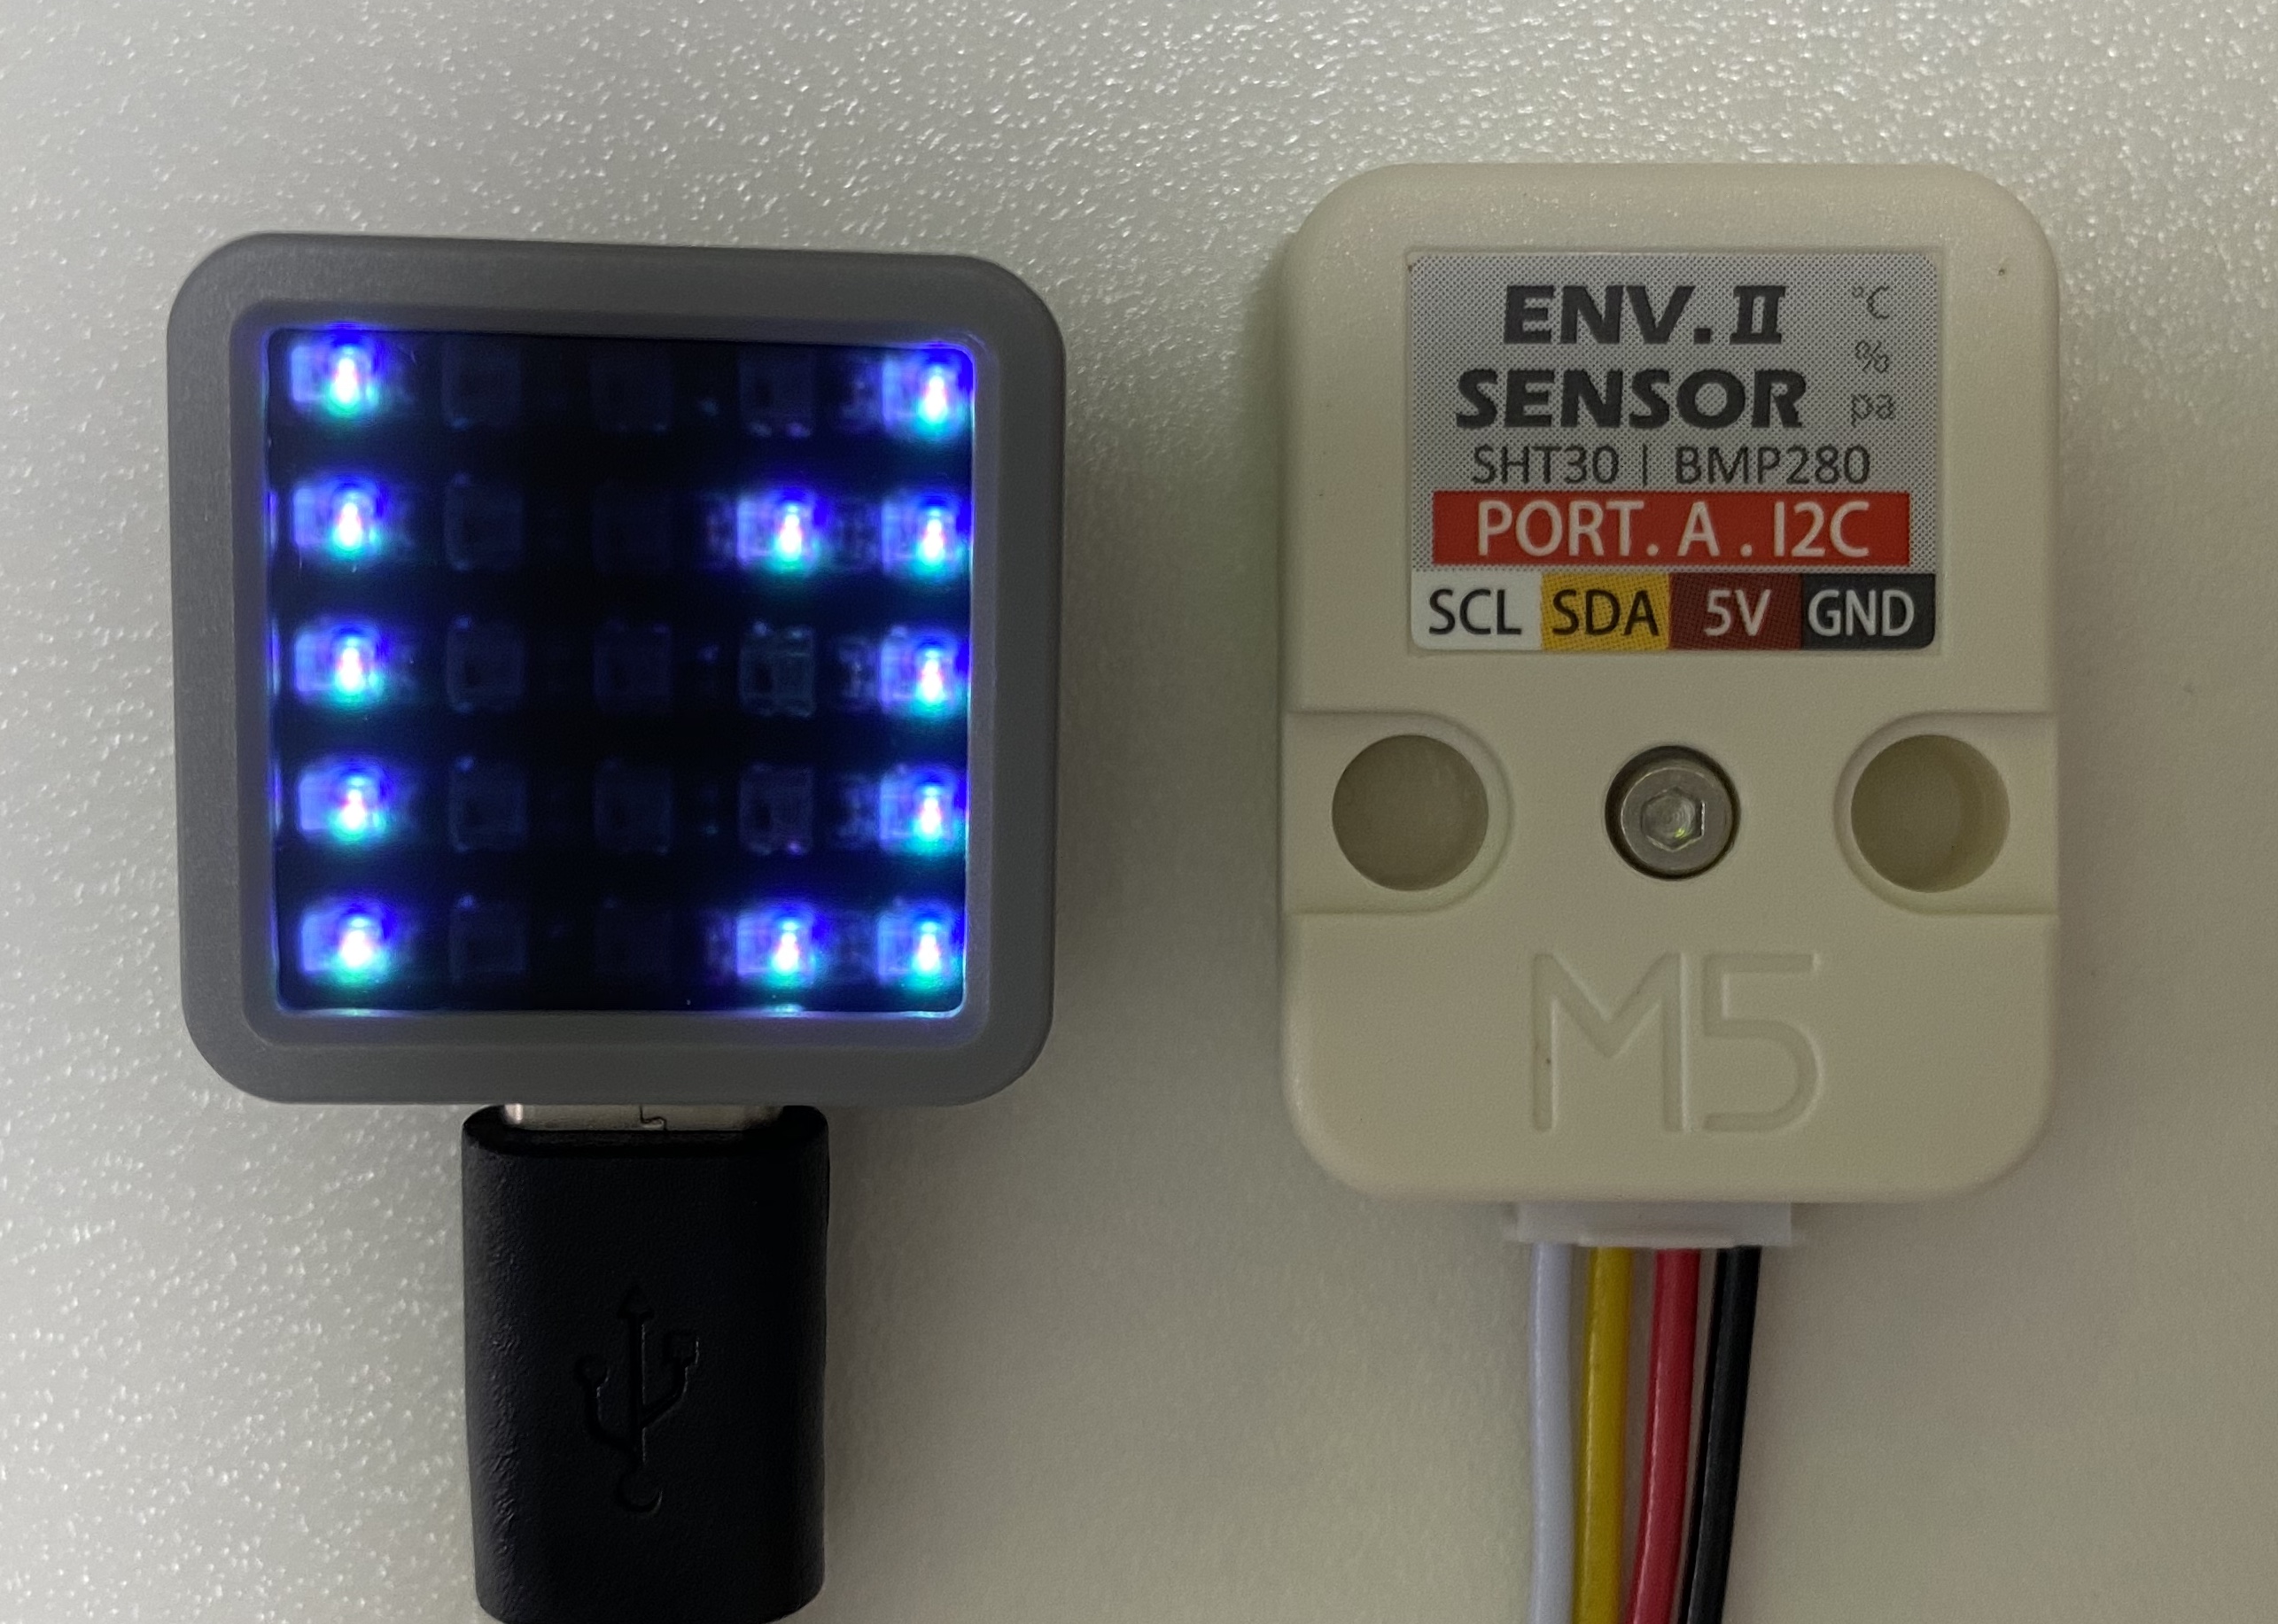 ENV.II
°C
SENSOR
%
pa
SHT30 | BMP280
PORT. A . I2C
SCL SDA 5V GND
M5